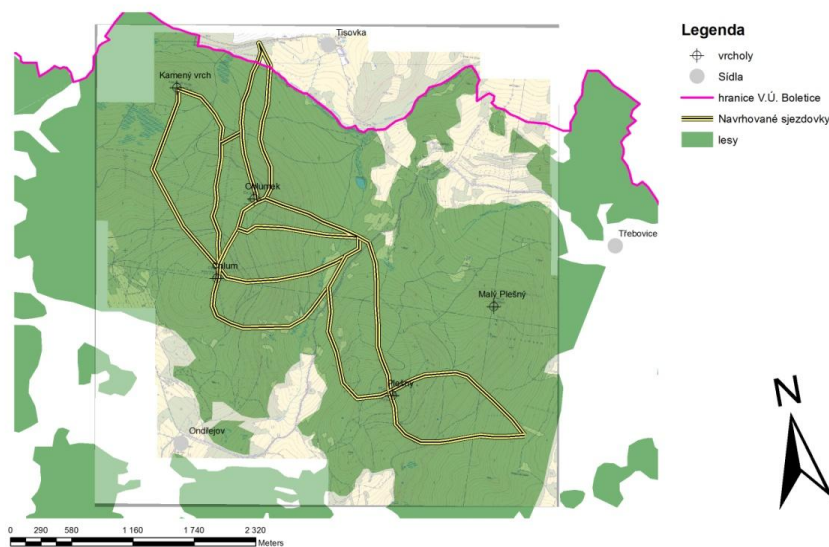 Legenda
vrcholy
Sídla
hranice V.Ú. Boletice
Navrhované sjezdovky
lesy
Tisovka
Kamený vrch
Chlumek
Třebovice
Chlum
Malý Plešný
Plešný
Ondřejov
N
0 290 580 1 160 1 740 2 320
Meters